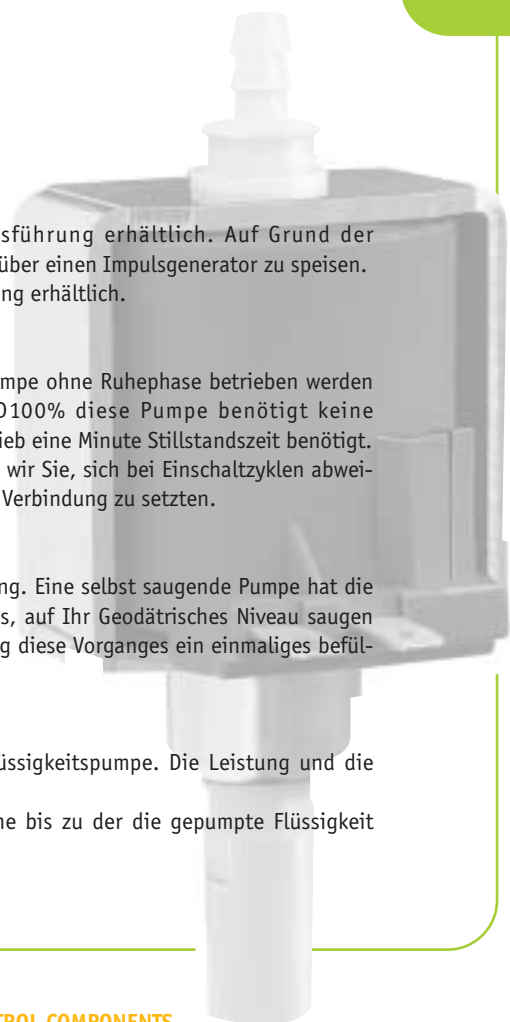 sführung erhältlich. Auf Grund der
über einen Impulsgenerator zu speisen.
ng erhältlich.
mpe ohne Ruhephase betrieben werden
D100% diese Pumpe benötigt keine
ieb eine Minute Stillstandszeit benötigt.
wir Sie, sich bei Einschaltzyklen abwei-
Verbindung zu setzten.
ng. Eine selbst saugende Pumpe hat die
s, auf Ihr Geodätrisches Niveau saugen
g diese Vorganges ein einmaliges befül-
üssigkeitspumpe. Die Leistung und die
he bis zu der die gepumpte Flüssigkeit
TROL COMPONENTS